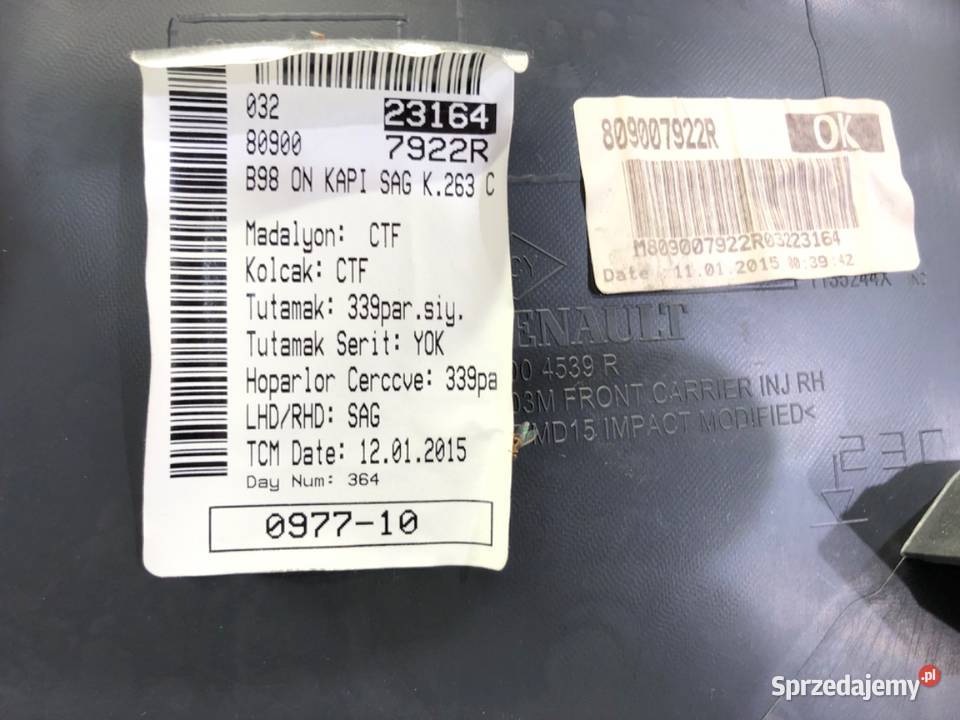 032 23164
80900 7922R
B98 ON KAPI SAG K.263 C
Madalyon: CTF
Kolcak: CTF
Tutamak: 339par.siy.
Tutamak Serit: YOK
Hoparlor Cerccve: 339pa
LHD/RHD: SAG
TCM Date: 12.01.2015
Day Num: 364
0977-10
809007922R OK
M809007922R03223164
Date : 11.01.2015 00:39:42
CY
ENAULT
4539 R
FRONT CARRIER INJ RH
MD15 IMPACT MODIFIED<
Sprzedajemy.pl